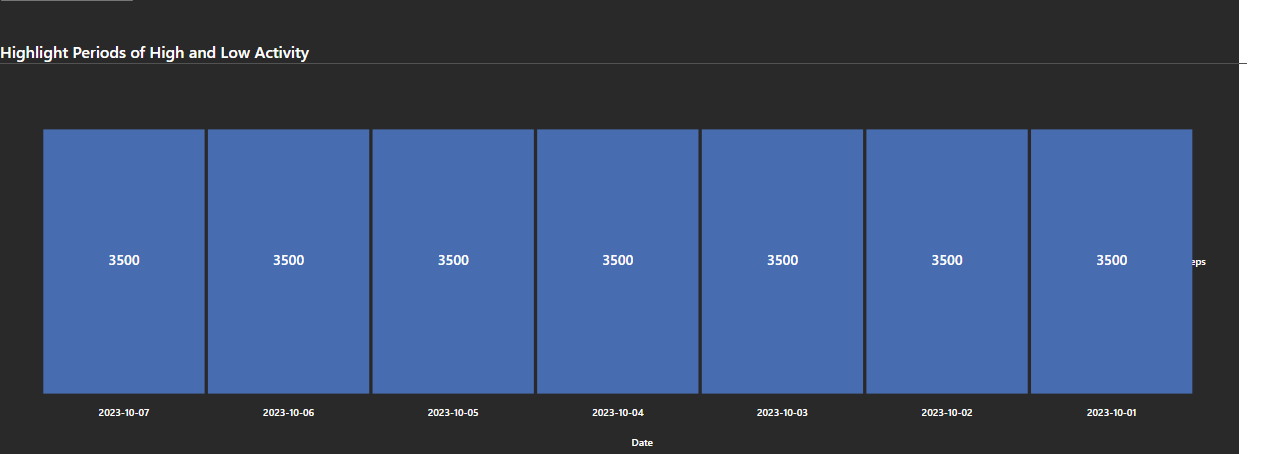 Highlight Periods of High and Low Activity
3500 3500 3500 3500 3500 3500 3500
eps
2023-10-07 2023-10-06 2023-10-05 2023-10-04 2023-10-03 2023-10-02 2023-10-01
Date